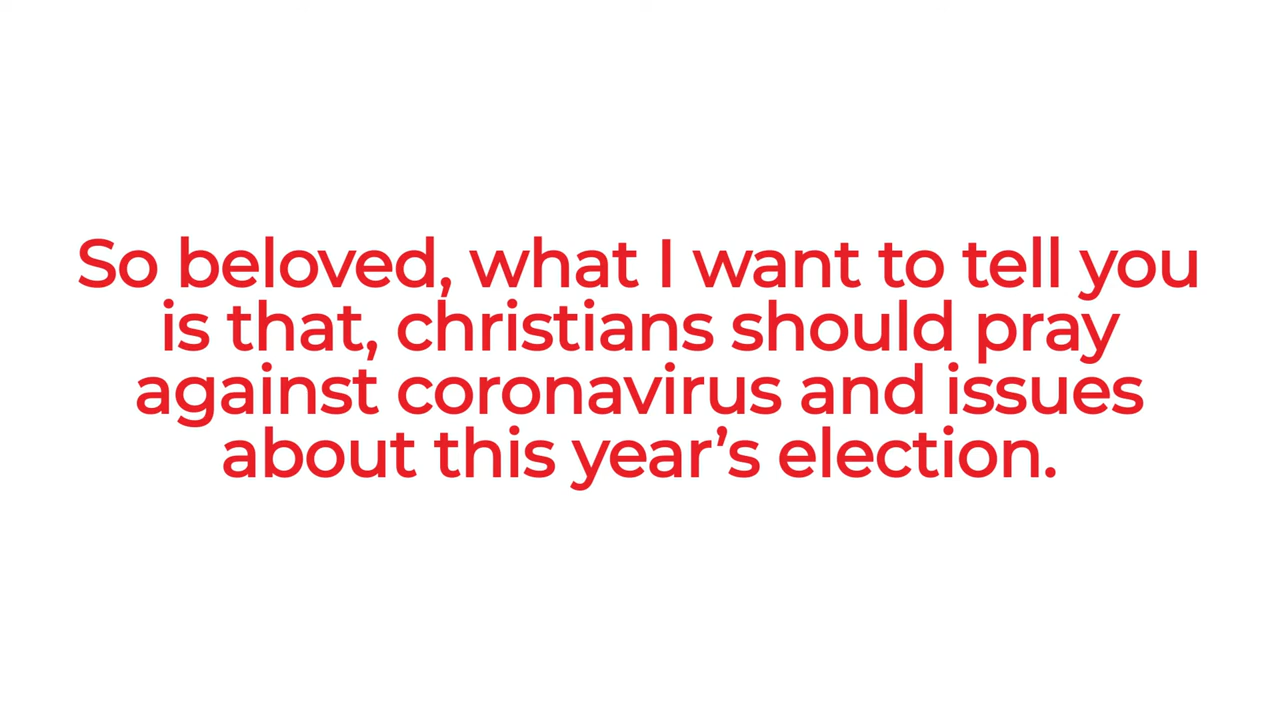 So beloved, what I want to tell you
is that, christians should pray
against coronavirus and issues
about this year’s election.